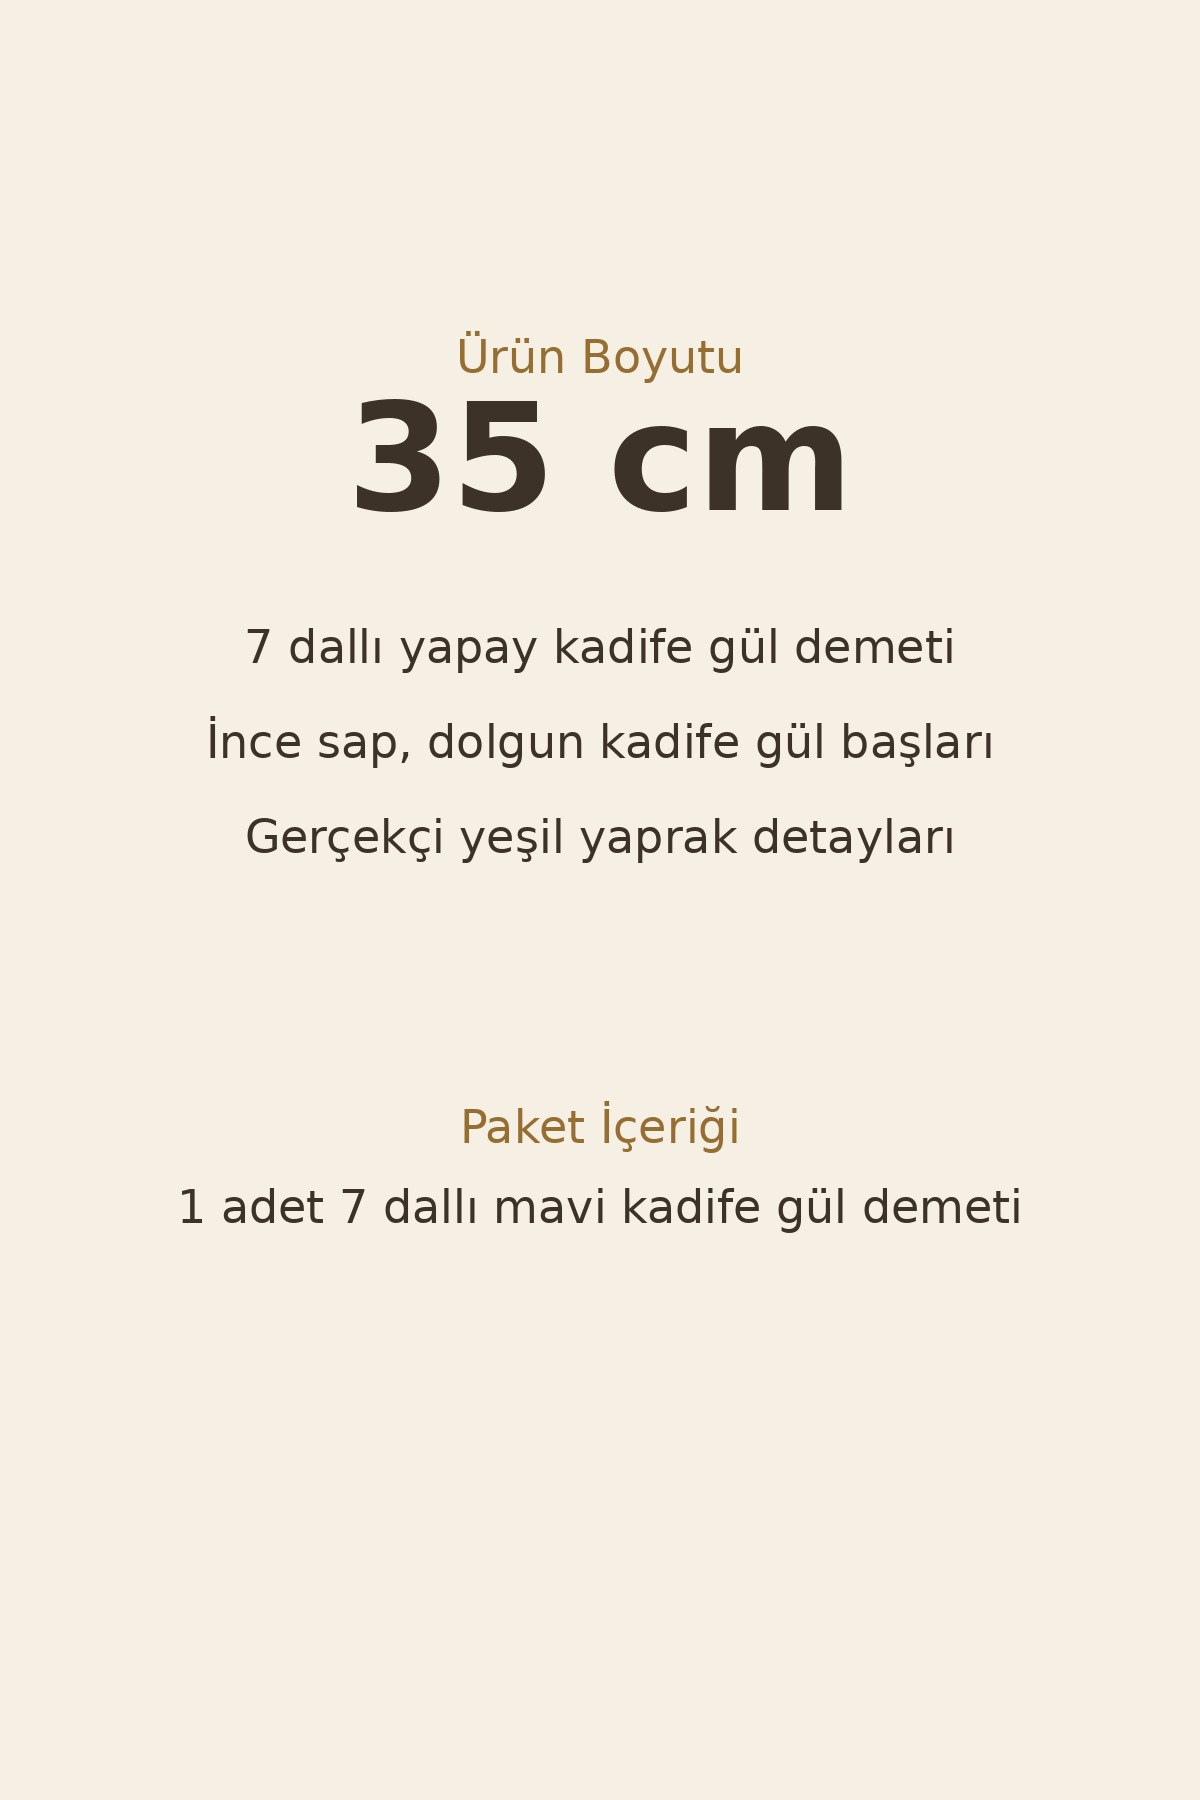 Ürün Boyutu
35 cm
7 dallı yapay kadife gül demeti
İnce sap, dolgun kadife gül başları
Gerçekçi yeşil yaprak detayları
Paket İçeriği
1 adet 7 dallı mavi kadife gül demeti